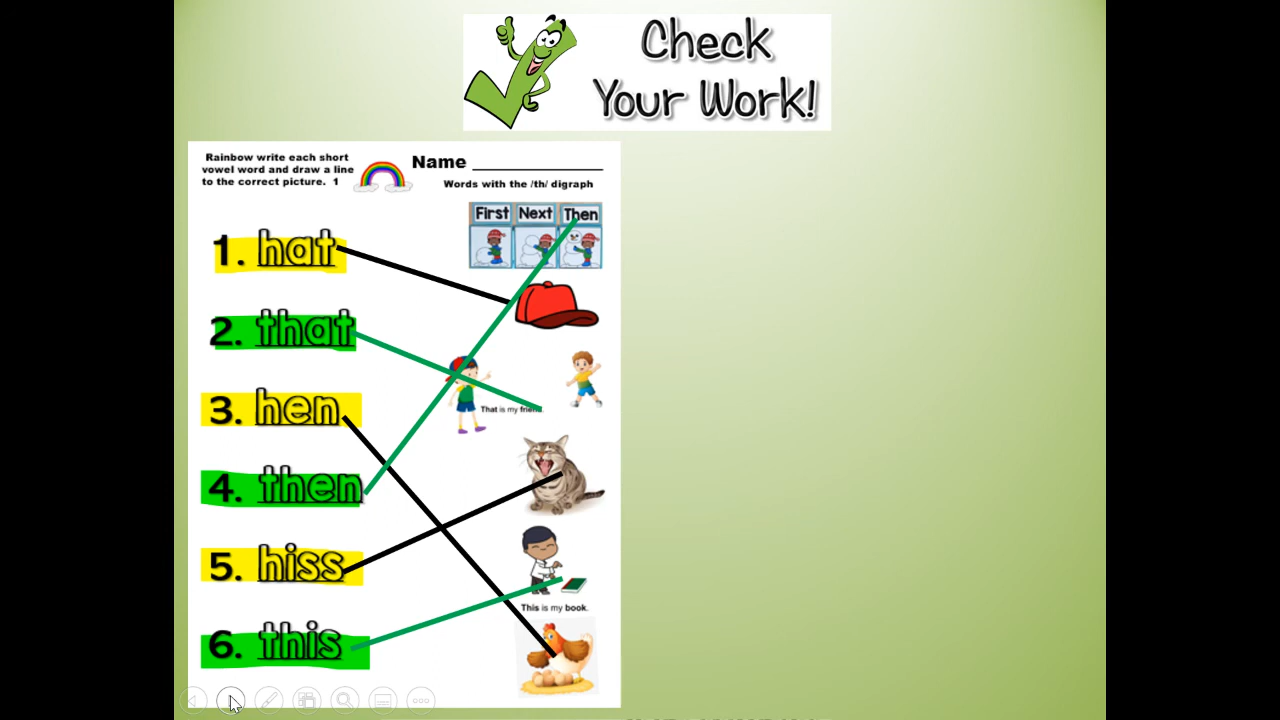 Check
Your Work!
Rainbow write each short
vowel word and draw a line
to the correct picture. 1
Name
Words with the /th/ digraph
First Next Then
1. hat
2. that
That is my friend.
3. hen
4. then
5. hiss
This is my book.
6. this